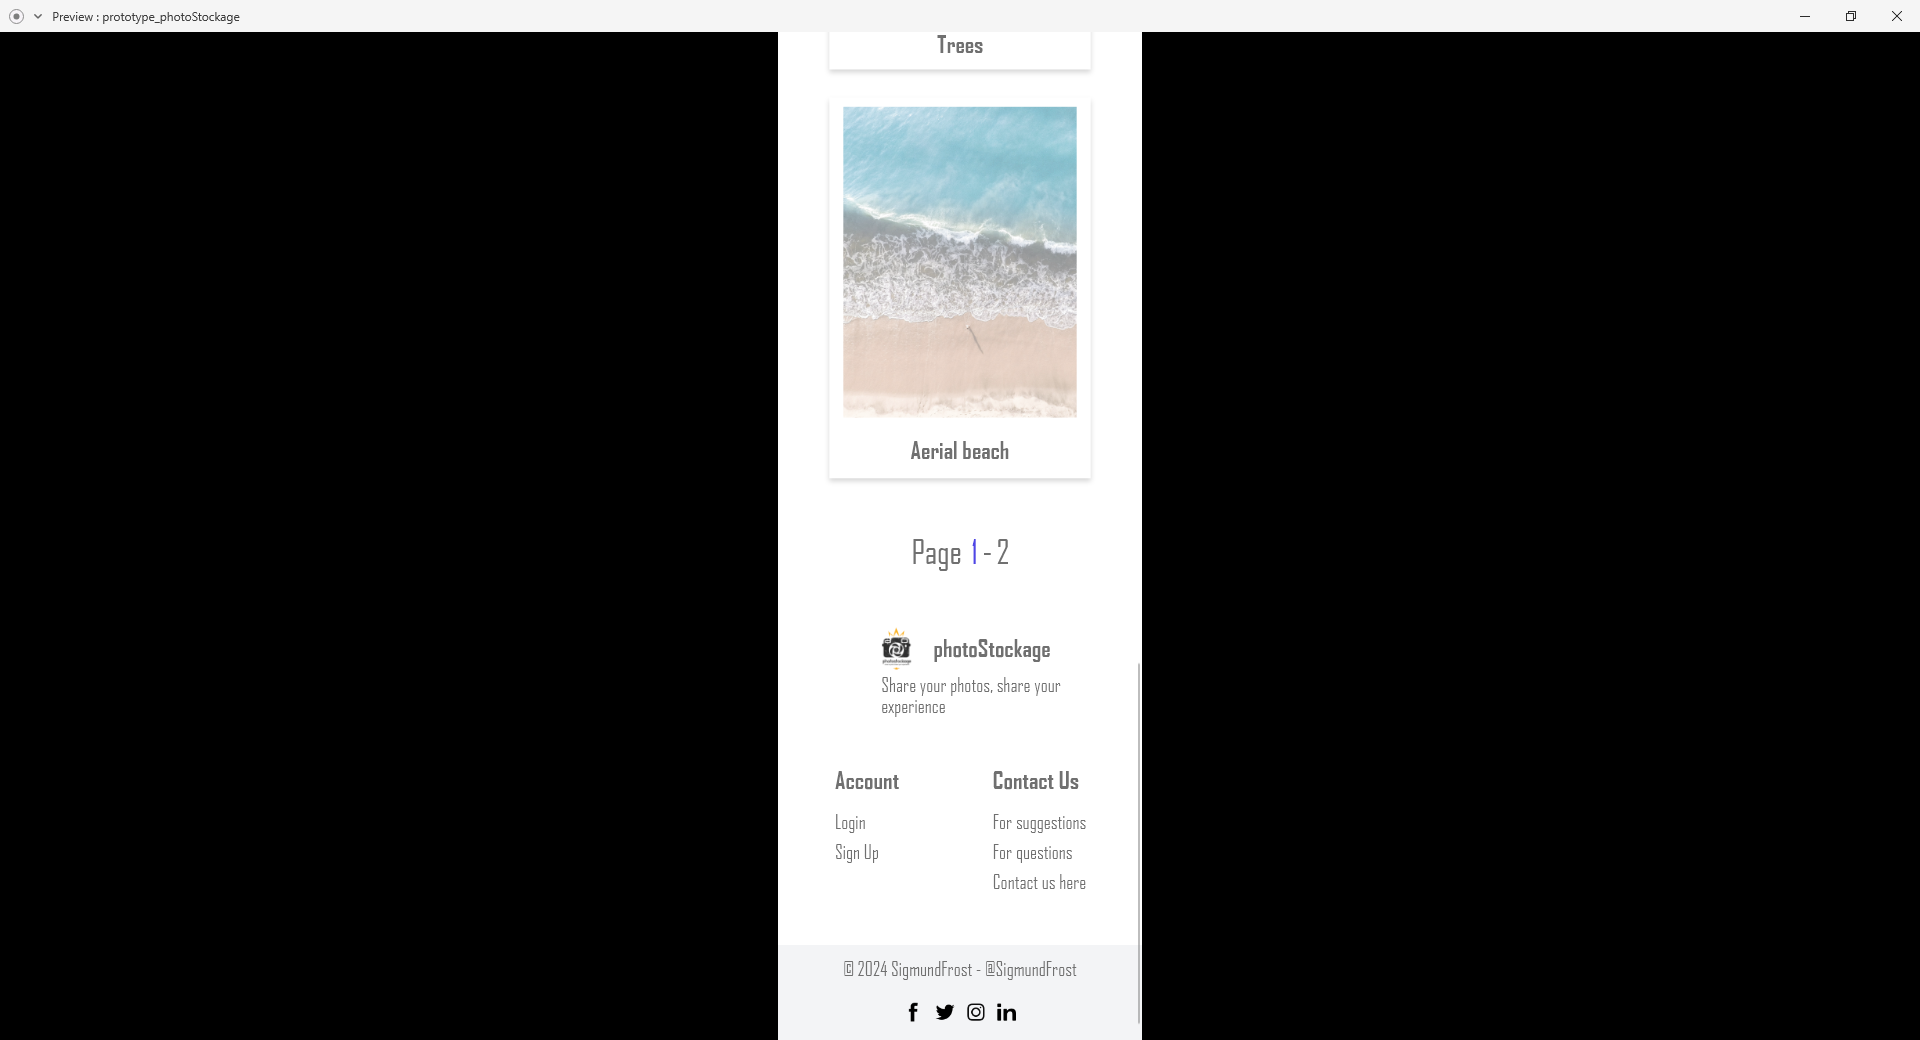 Preview : prototype_photoStockage
Trees
Aerial beach
Page 1 - 2
photoStockage
Share your photos, share your
experience
Account
Login
Sign Up
Contact Us
For suggestions
For questions
Contact us here
© 2024 SigmundFrost - @SigmundFrost